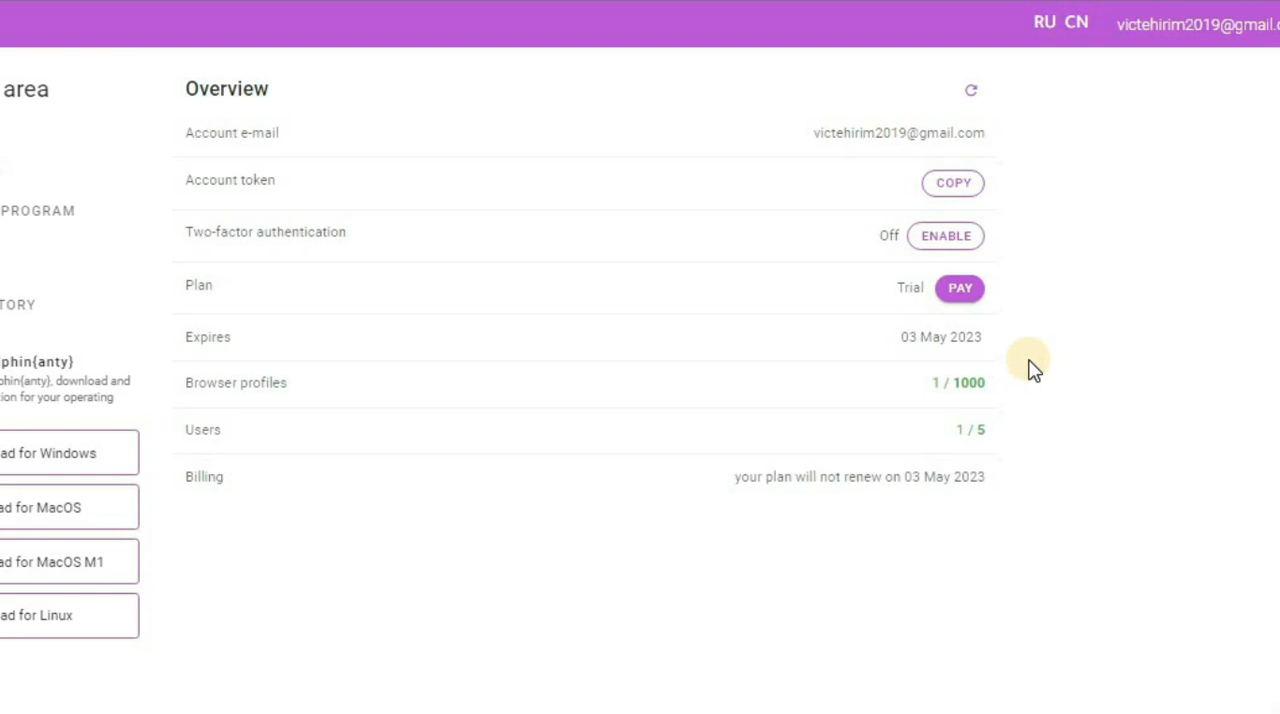 RU CN victehirim2019@gmail.c
area
Overview
Account e-mail victehirim2019@gmail.com
Account token COPY
PROGRAM
Two-factor authentication Off ENABLE
Plan Trial PAY
TORY
Expires 03 May 2023
phin{anty}
phin{anty}, download and
ion for your operating
Browser profiles 1 / 1000
Users 1 / 5
ad for Windows
Billing your plan will not renew on 03 May 2023
ad for MacOS
ad for MacOS M1
ad for Linux